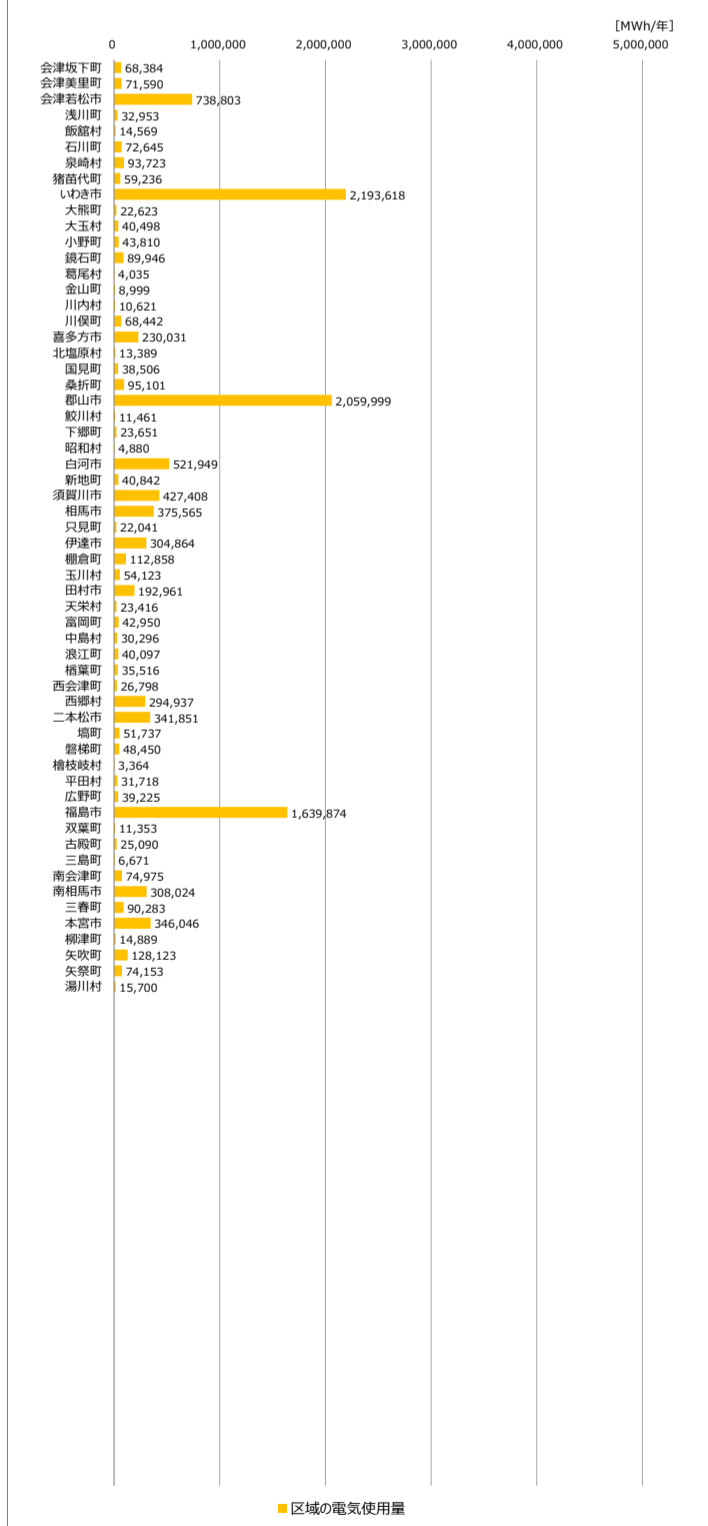 [MWh/年]
0 1,000,000 2,000,000 3,000,000 4,000,000 5,000,000
会津坂下町 68,384
会津美里町 71,590
会津若松市 738,803
浅川町 32,953
飯舘村 14,569
石川町 72,645
泉崎村 93,723
猪苗代町 59,236
いわき市 2,193,618
大熊町 22,623
大玉村 40,498
小野町 43,810
鏡石町 89,946
葛尾村 4,035
金山町 8,999
川内村 10,621
川俣町 68,442
喜多方市 230,031
北塩原村 13,389
国見町 38,506
桑折町 95,101
郡山市 2,059,999
鮫川村 11,461
下郷町 23,651
昭和村 4,880
白河市 521,949
新地町 40,842
須賀川市 427,408
相馬市 375,565
只見町 22,041
伊達市 304,864
棚倉町 112,858
玉川村 54,123
田村市 192,961
天栄村 23,416
富岡町 42,950
中島村 30,296
浪江町 40,097
楢葉町 35,516
西会津町 26,798
西郷村 294,937
二本松市 341,851
塙町 51,737
磐梯町 48,450
檜枝岐村 3,364
平田村 31,718
広野町 39,225
福島市 1,639,874
双葉町 11,353
古殿町 25,090
三島町 6,671
南会津町 74,975
南相馬市 308,024
三春町 90,283
本宮市 346,046
柳津町 14,889
矢吹町 128,123
矢祭町 74,153
湯川村 15,700
区域の電気使用量